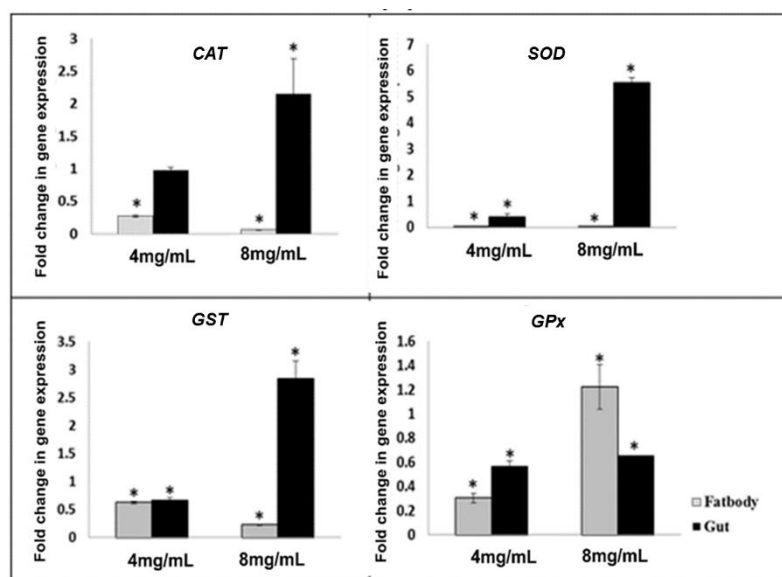 CAT
Fold change in gene expression
3
2.5
2
1.5
1
0.5
0
*
*
*
4mg/mL 8mg/mL
SOD
Fold change in gene expression
7
6
5
4
3
2
1
0
* *
* *
4mg/mL 8mg/mL
GST
Fold change in gene expression
3.5
3
2.5
2
1.5
1
0.5
0
* *
* *
4mg/mL 8mg/mL
GPx
Fold change in gene expression
1.6
1.4
1.2
1
0.8
0.6
0.4
0.2
0
* *
* *
4mg/mL 8mg/mL
Fatbody
Gut